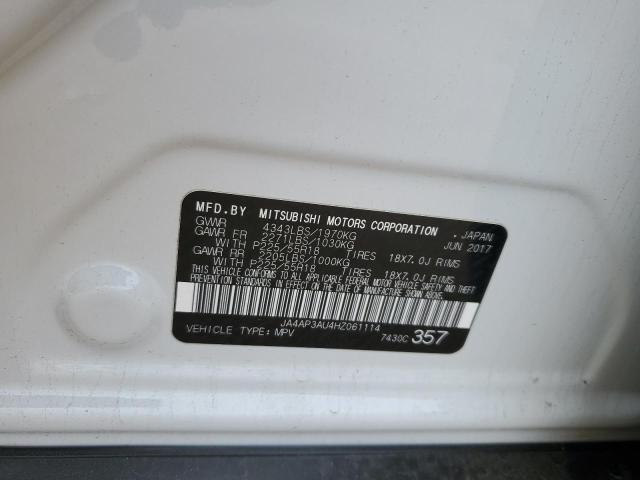 MFD.BY MITSUBISHI MOTORS CORPORATION , JAPAN
GVWR 4343LBS/1970KG JUN 2017
GAWR FR 2271LBS/1030KG
WITH P225/55R18 TIRES 18X7.0J RIMS
GAWR RR 2205LBS/1000KG
WITH P225/55R18 TIRES 18X7.0J RIMS
THIS VEHICLE CONFORMS TO ALL APPLICABLE FEDERAL MOTOR VEHICLE SAFETY AND THEFT
PREVENTION STANDARDS IN EFFECT ON THE DATE OF MANUFACTURE SHOWN ABOVE.
JA4AP3AU4HZ061114
VEHICLE TYPE: MPV 7430C 357